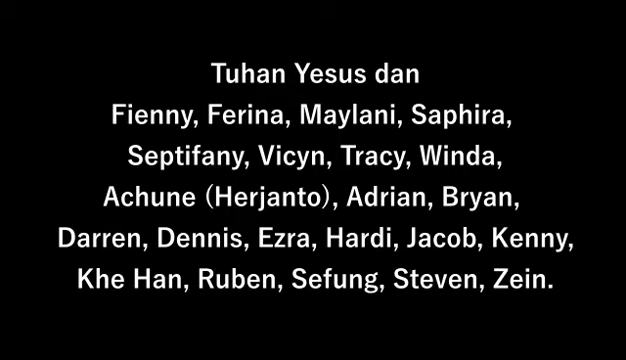 Tuhan Yesus dan
Fienny, Ferina, Maylani, Saphira,
Septifany, Vicyn, Tracy, Winda,
Achune (Herjanto), Adrian, Bryan,
Darren, Dennis, Ezra, Hardi, Jacob, Kenny,
Khe Han, Ruben, Sefung, Steven, Zein.